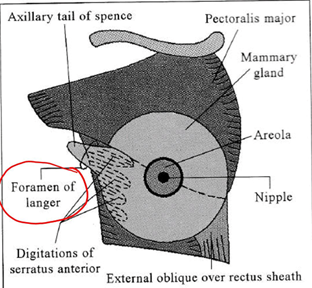 Axillary tail of spence
Pectoralis major
Mammary
gland
Areola
Foramen of
langer
Nipple
Digitations of
serratus anterior
External oblique over rectus sheath